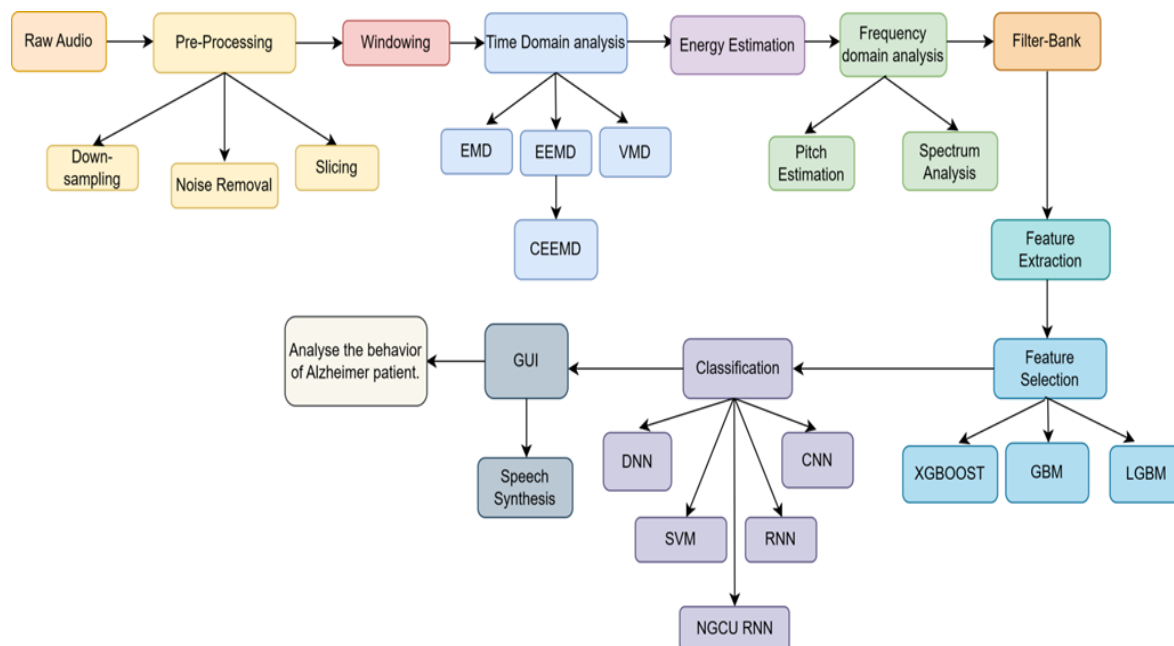 Raw Audio
Pre-Processing
Windowing
Time Domain analysis
Energy Estimation
Frequency
domain analysis
Filter-Bank
Down-
sampling
Noise Removal
Slicing
EMD
EEMD
VMD
CEEMD
Pitch
Estimation
Spectrum
Analysis
Feature
Extraction
Feature
Selection
XGBOOST
GBM
LGBM
Classification
DNN
CNN
SVM
RNN
NGCU RNN
GUI
Speech
Synthesis
Analyse the behavior
of Alzheimer patient.